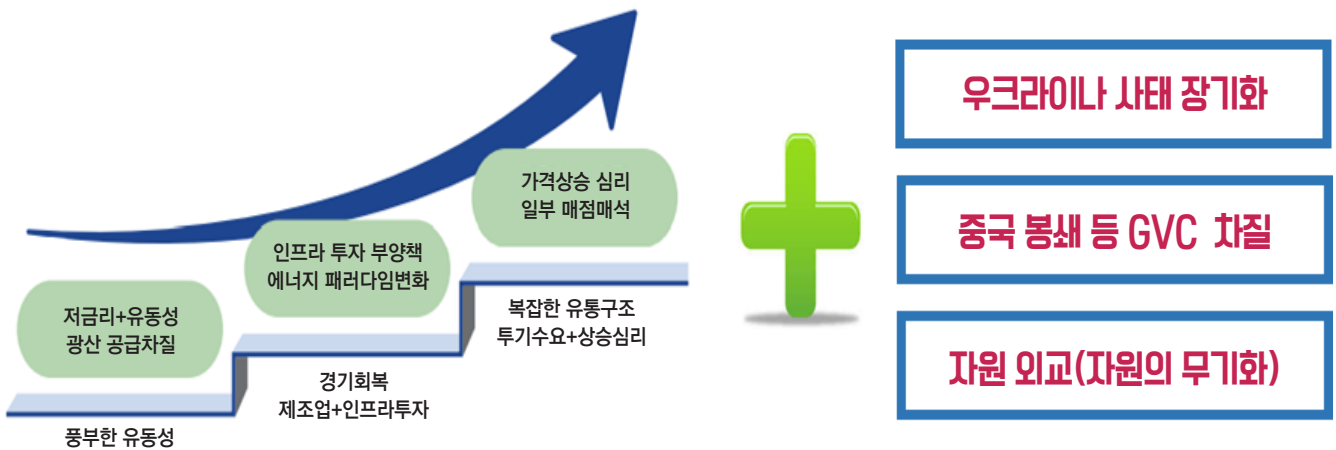 저금리+유동성
광산 공급차질
풍부한 유동성
인프라 투자 부양책
에너지 패러다임변화
경기회복
제조업+인프라투자
가격상승 심리
일부 매점매석
복잡한 유통구조
투기수요+상승심리
우크라이나 사태 장기화
중국 봉쇄 등 GVC 차질
자원 외교(자원의 무기화)